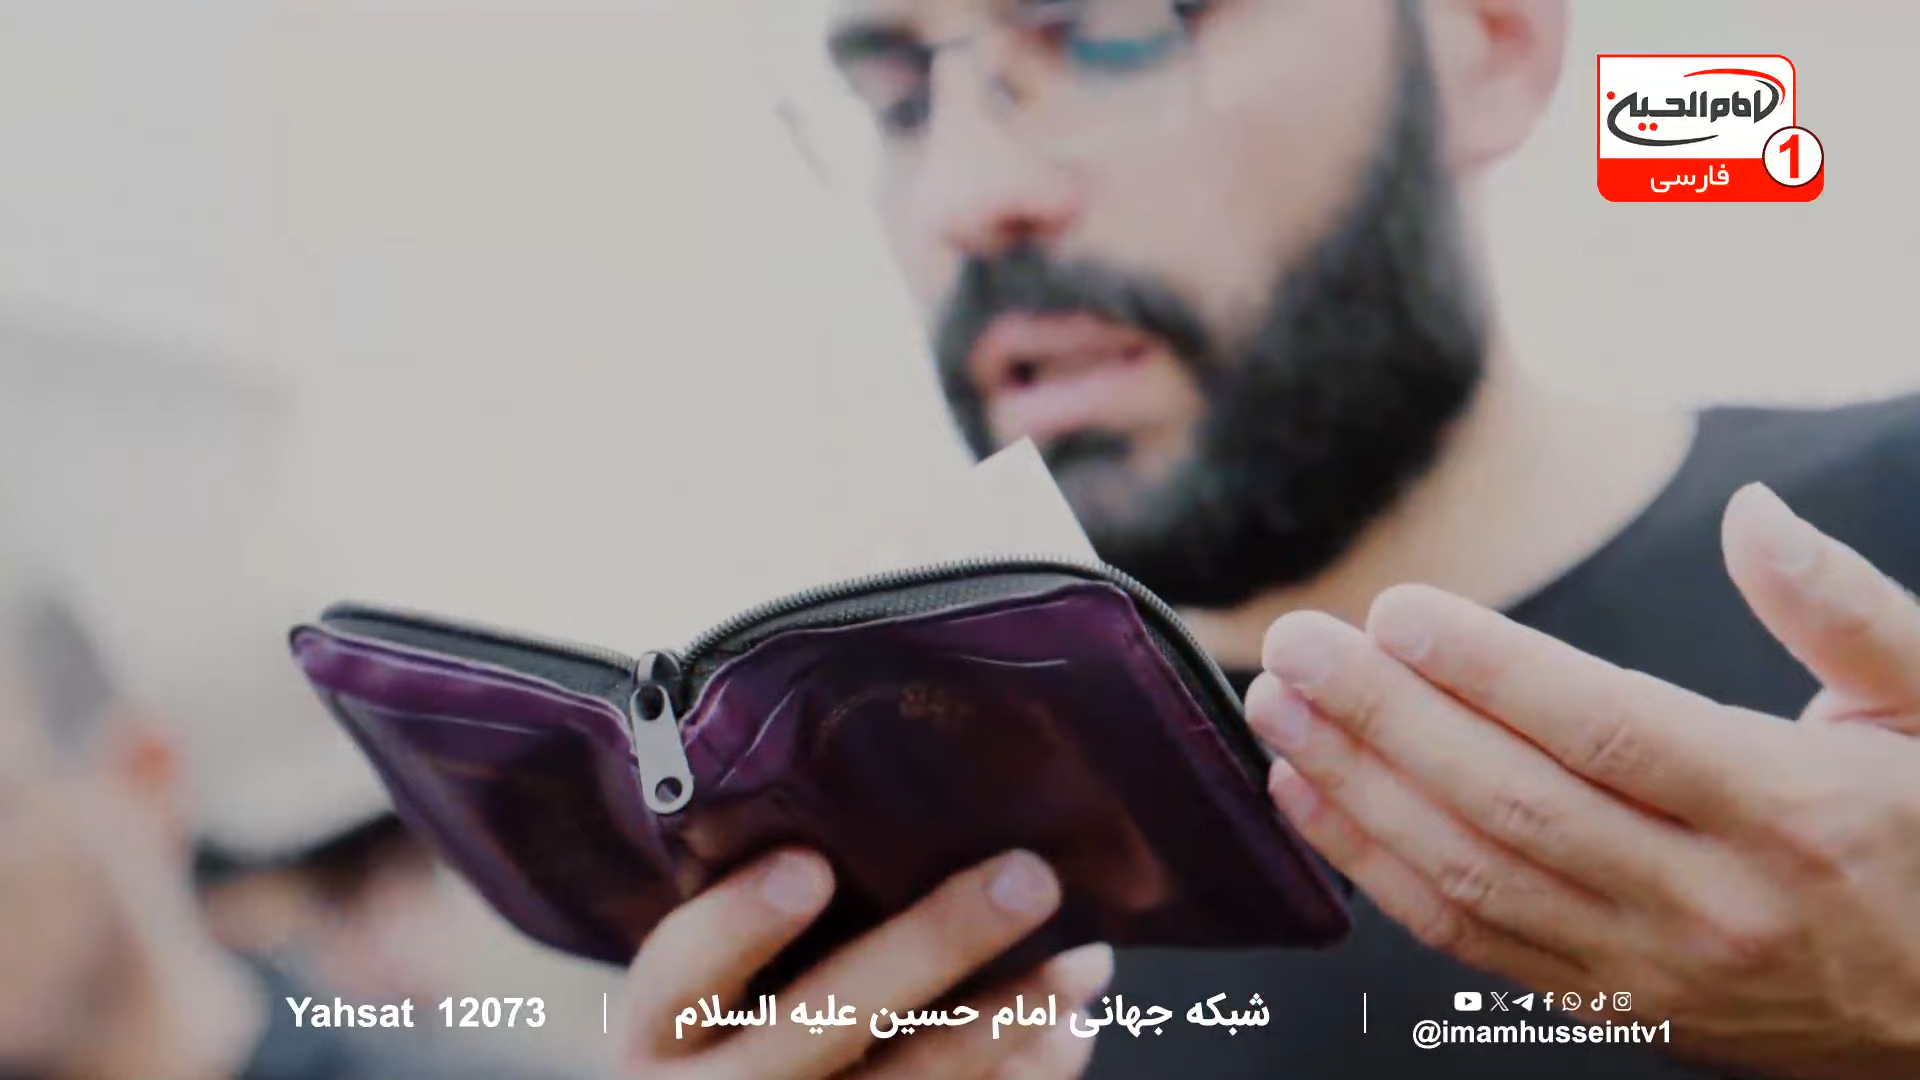 امام الحسین
1
فارسی
Yahsat 12073
شبکه جهانی امام حسین علیه السلام
@imamhusseintv1